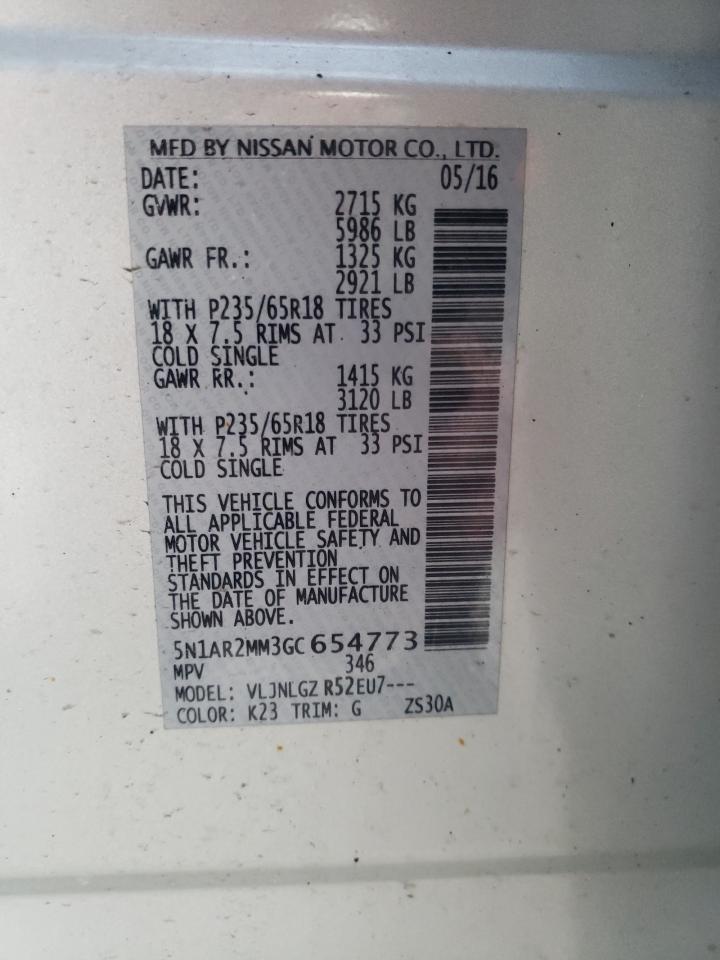 MFD BY NISSAN MOTOR CO., LTD.
DATE: 05/16
GVWR: 2715 KG
5986 LB
GAWR FR.: 1325 KG
2921 LB
WITH P235/65R18 TIRES
18 X 7.5 RIMS AT 33 PSI
COLD SINGLE
GAWR RR.: 1415 KG
3120 LB
WITH P235/65R18 TIRES
18 X 7.5 RIMS AT 33 PSI
COLD SINGLE
THIS VEHICLE CONFORMS TO
ALL APPLICABLE FEDERAL
MOTOR VEHICLE SAFETY AND
THEFT PREVENTION
STANDARDS IN EFFECT ON
THE DATE OF MANUFACTURE
SHOWN ABOVE.
5N1AR2MM3GC654773
MPV 346
MODEL: VLJNLGZ R52EU7---
COLOR: K23 TRIM: G ZS30A